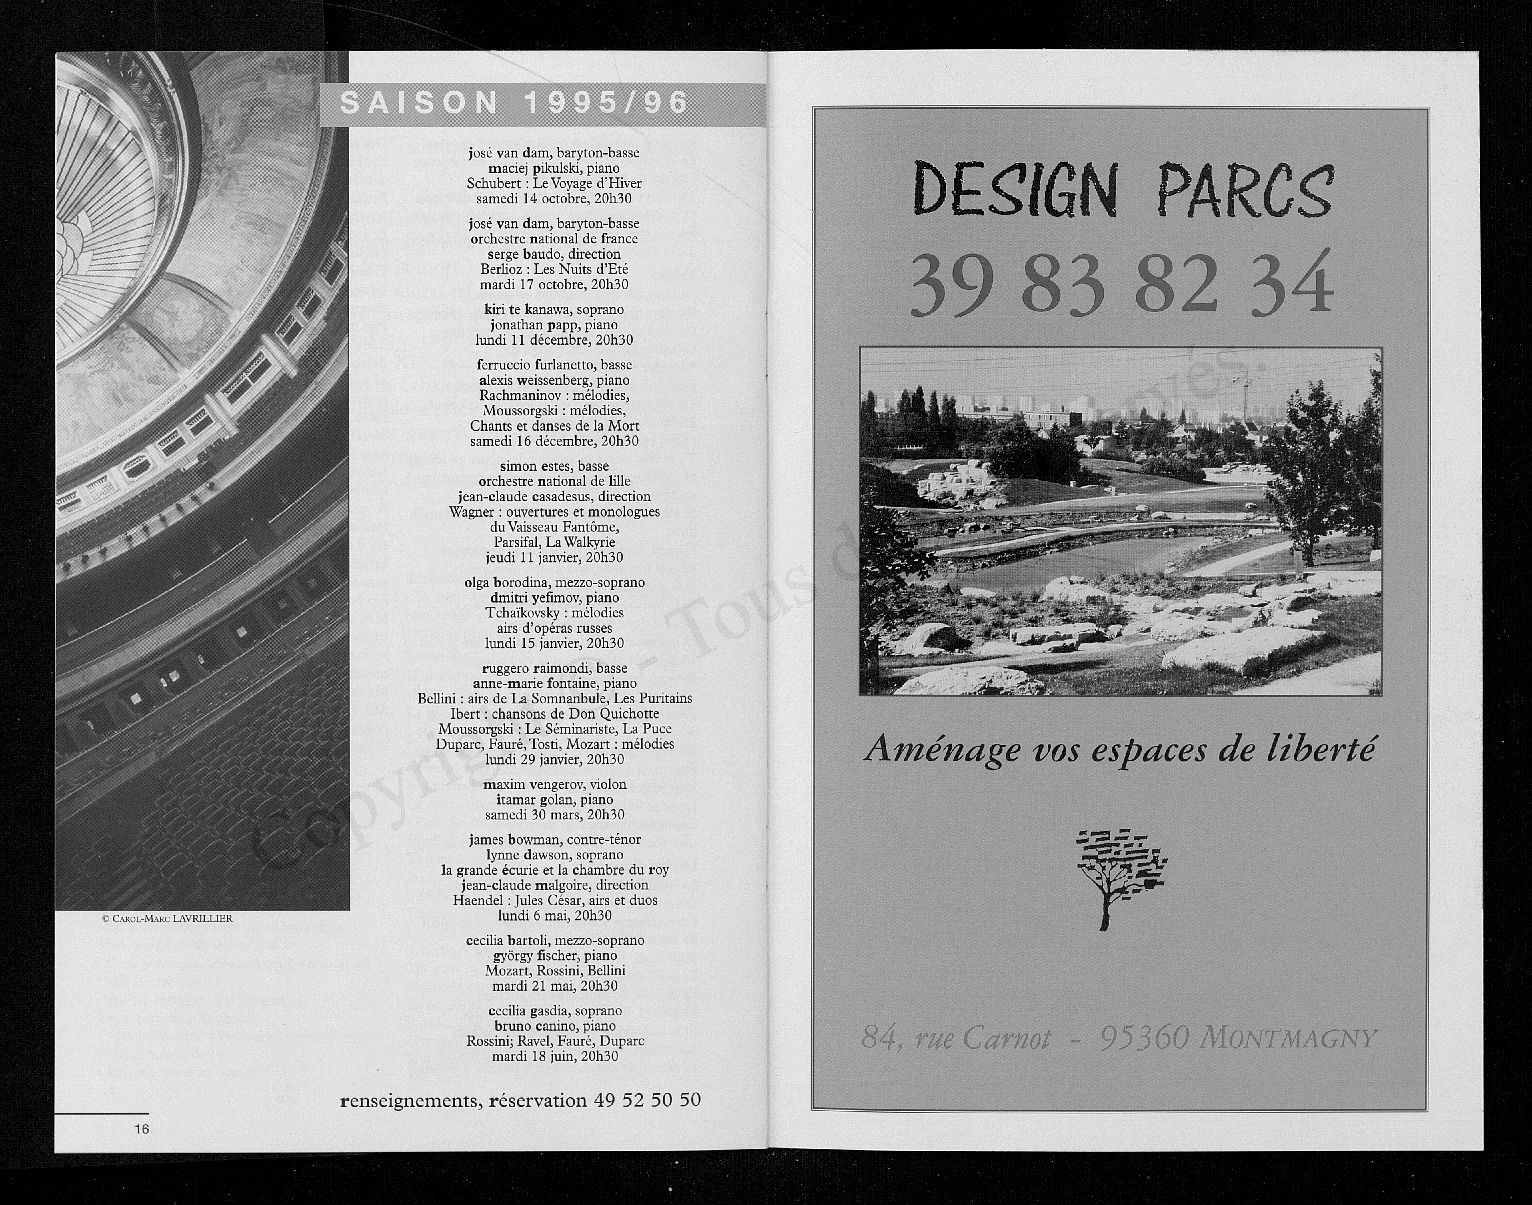 SAISON 1995/96
josé van dam, baryton-basse
maciej pikulski, piano
Schubert : Le Voyage d'Hiver
samedi 14 octobre, 20h30
josé van dam, baryton-basse
orchestre national de france
serge baudo, direction
Berlioz : Les Nuits d'Eté
mardi 17 octobre, 20h30
kiri te kanawa, soprano
jonathan papp, piano
lundi 11 décembre, 20h30
ferruccio furlanetto, basse
alexis weissenberg, piano
Rachmaninov : mélodies,
Moussorgski : mélodies,
Chants et danses de la Mort
samedi 16 décembre, 20h30
simon estes, basse
orchestre national de lille
jean-claude casadesus, direction
Wagner : ouvertures et monologues
du Vaisseau Fantôme,
Parsifal, La Walkyrie
jeudi 11 janvier, 20h30
olga borodina, mezzo-soprano
dmitri yefimov, piano
Tchaïkovsky : mélodies
airs d'opéras russes
lundi 15 janvier, 20h30
ruggero raimondi, basse
anne-marie fontaine, piano
Bellini : airs de La Somnanbule, Les Puritains
Ibert : chansons de Don Quichotte
Moussorgski : Le Séminariste, La Puce
Duparc, Fauré, Tosti, Mozart : mélodies
lundi 29 janvier, 20h30
maxim vengerov, violon
itamar golan, piano
samedi 30 mars, 20h30
james bowman, contre-ténor
lynne dawson, soprano
la grande écurie et la chambre du roy
jean-claude malgoire, direction
Haendel : Jules César, airs et duos
lundi 6 mai, 20h30
cecilia bartoli, mezzo-soprano
györgy fischer, piano
Mozart, Rossini, Bellini
mardi 21 mai, 20h30
cecilia gasdia, soprano
bruno canino, piano
Rossini; Ravel, Fauré, Duparc
mardi 18 juin, 20h30
renseignements, réservation 49 52 50 50
© CAROL-MARC LAVRILLIER
16
DESIGN PARCS
39 83 82 34
Aménage vos espaces de liberté
84, rue Carnot - 95360 MONTMAGNY